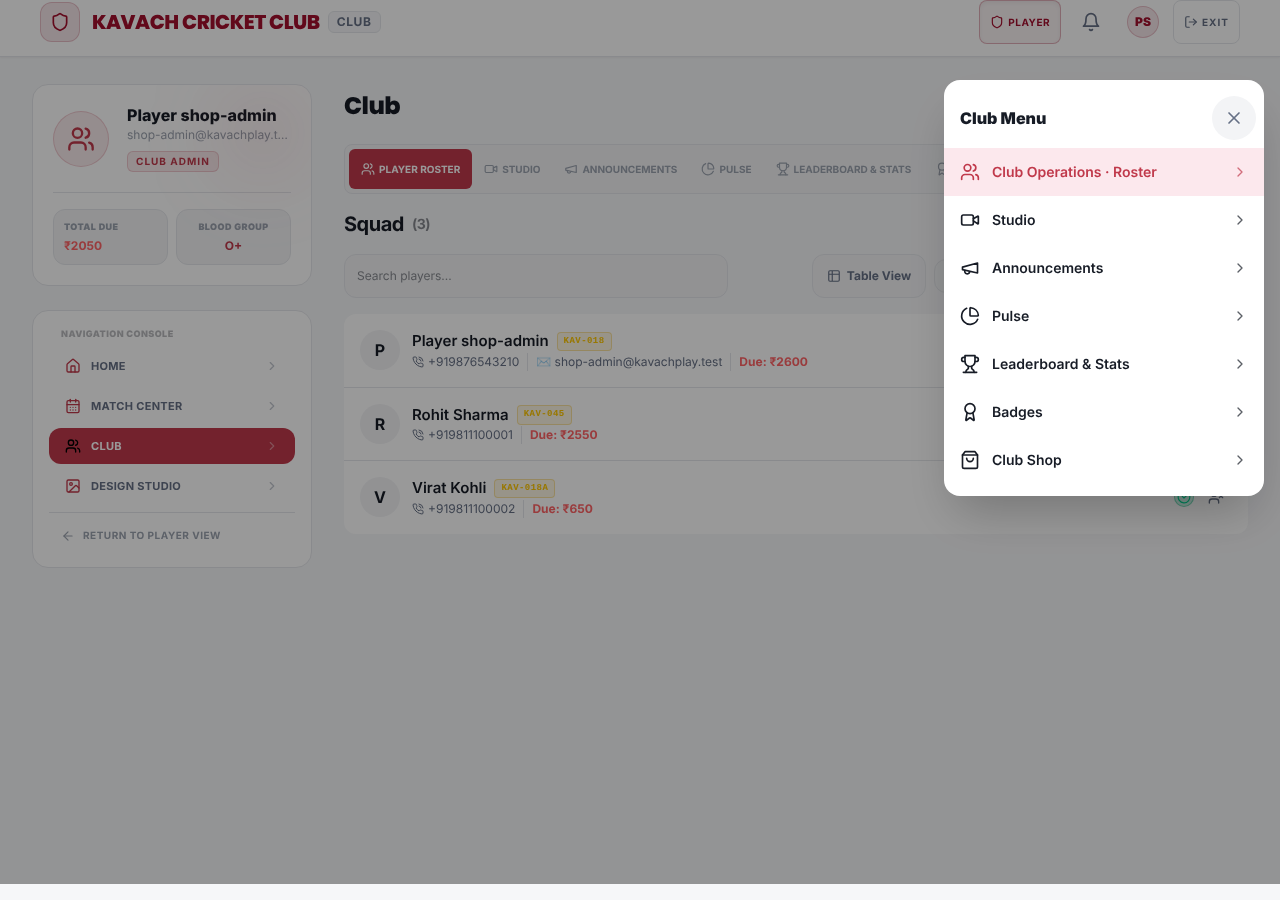 KAVACH CRICKET CLUB CLUB
PLAYER PS EXIT
Player shop-admin
shop-admin@kavachplay.t...
CLUB ADMIN
TOTAL DUE
₹2050
BLOOD GROUP
O+
NAVIGATION CONSOLE
HOME
MATCH CENTER
CLUB
DESIGN STUDIO
RETURN TO PLAYER VIEW
Club
PLAYER ROSTER STUDIO ANNOUNCEMENTS PULSE LEADERBOARD & STATS
Squad (3)
Search players...
Table View
P
Player shop-admin KAV-018
+919876543210 shop-admin@kavachplay.test Due: ₹2600
R
Rohit Sharma KAV-045
+919811100001 Due: ₹2550
V
Virat Kohli KAV-018A
+919811100002 Due: ₹650
Club Menu
Club Operations · Roster
Studio
Announcements
Pulse
Leaderboard & Stats
Badges
Club Shop